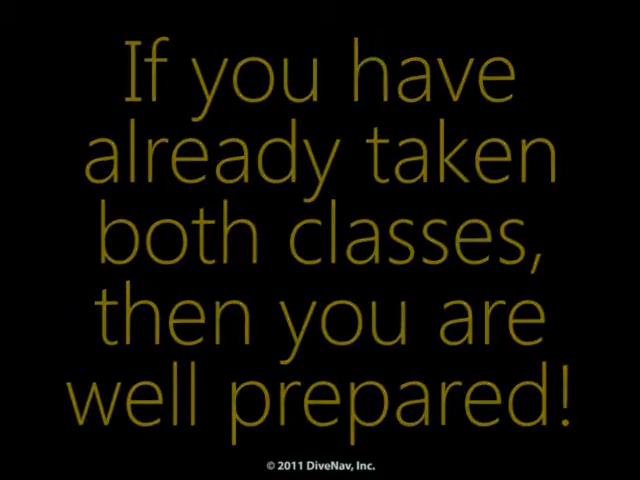 If you have
already taken
both classes,
then you are
well prepared!
© 2011 DiveNav, Inc.